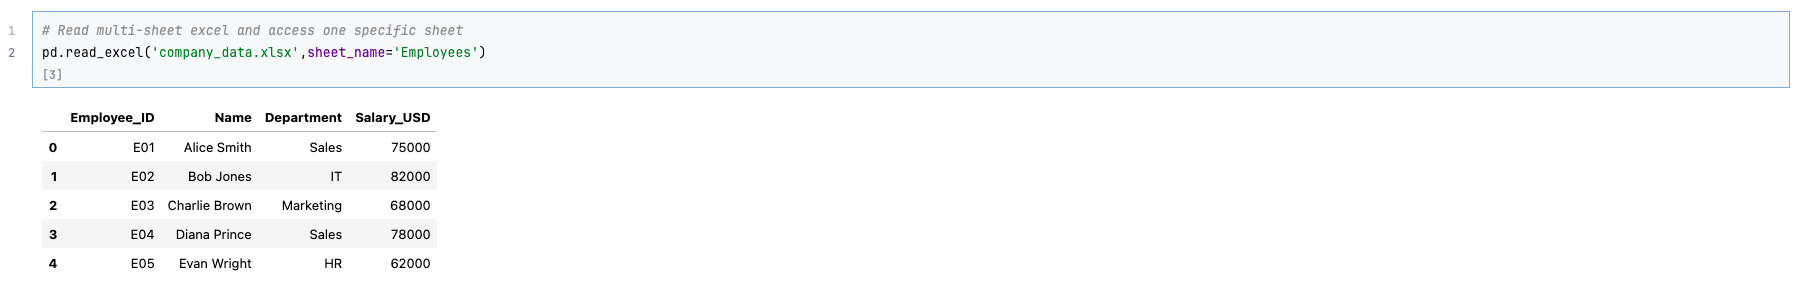 1 # Read multi-sheet excel and access one specific sheet
2 pd.read_excel('company_data.xlsx',sheet_name='Employees')
[3]
Employee_ID Name Department Salary_USD
0 E01 Alice Smith Sales 75000
1 E02 Bob Jones IT 82000
2 E03 Charlie Brown Marketing 68000
3 E04 Diana Prince Sales 78000
4 E05 Evan Wright HR 62000